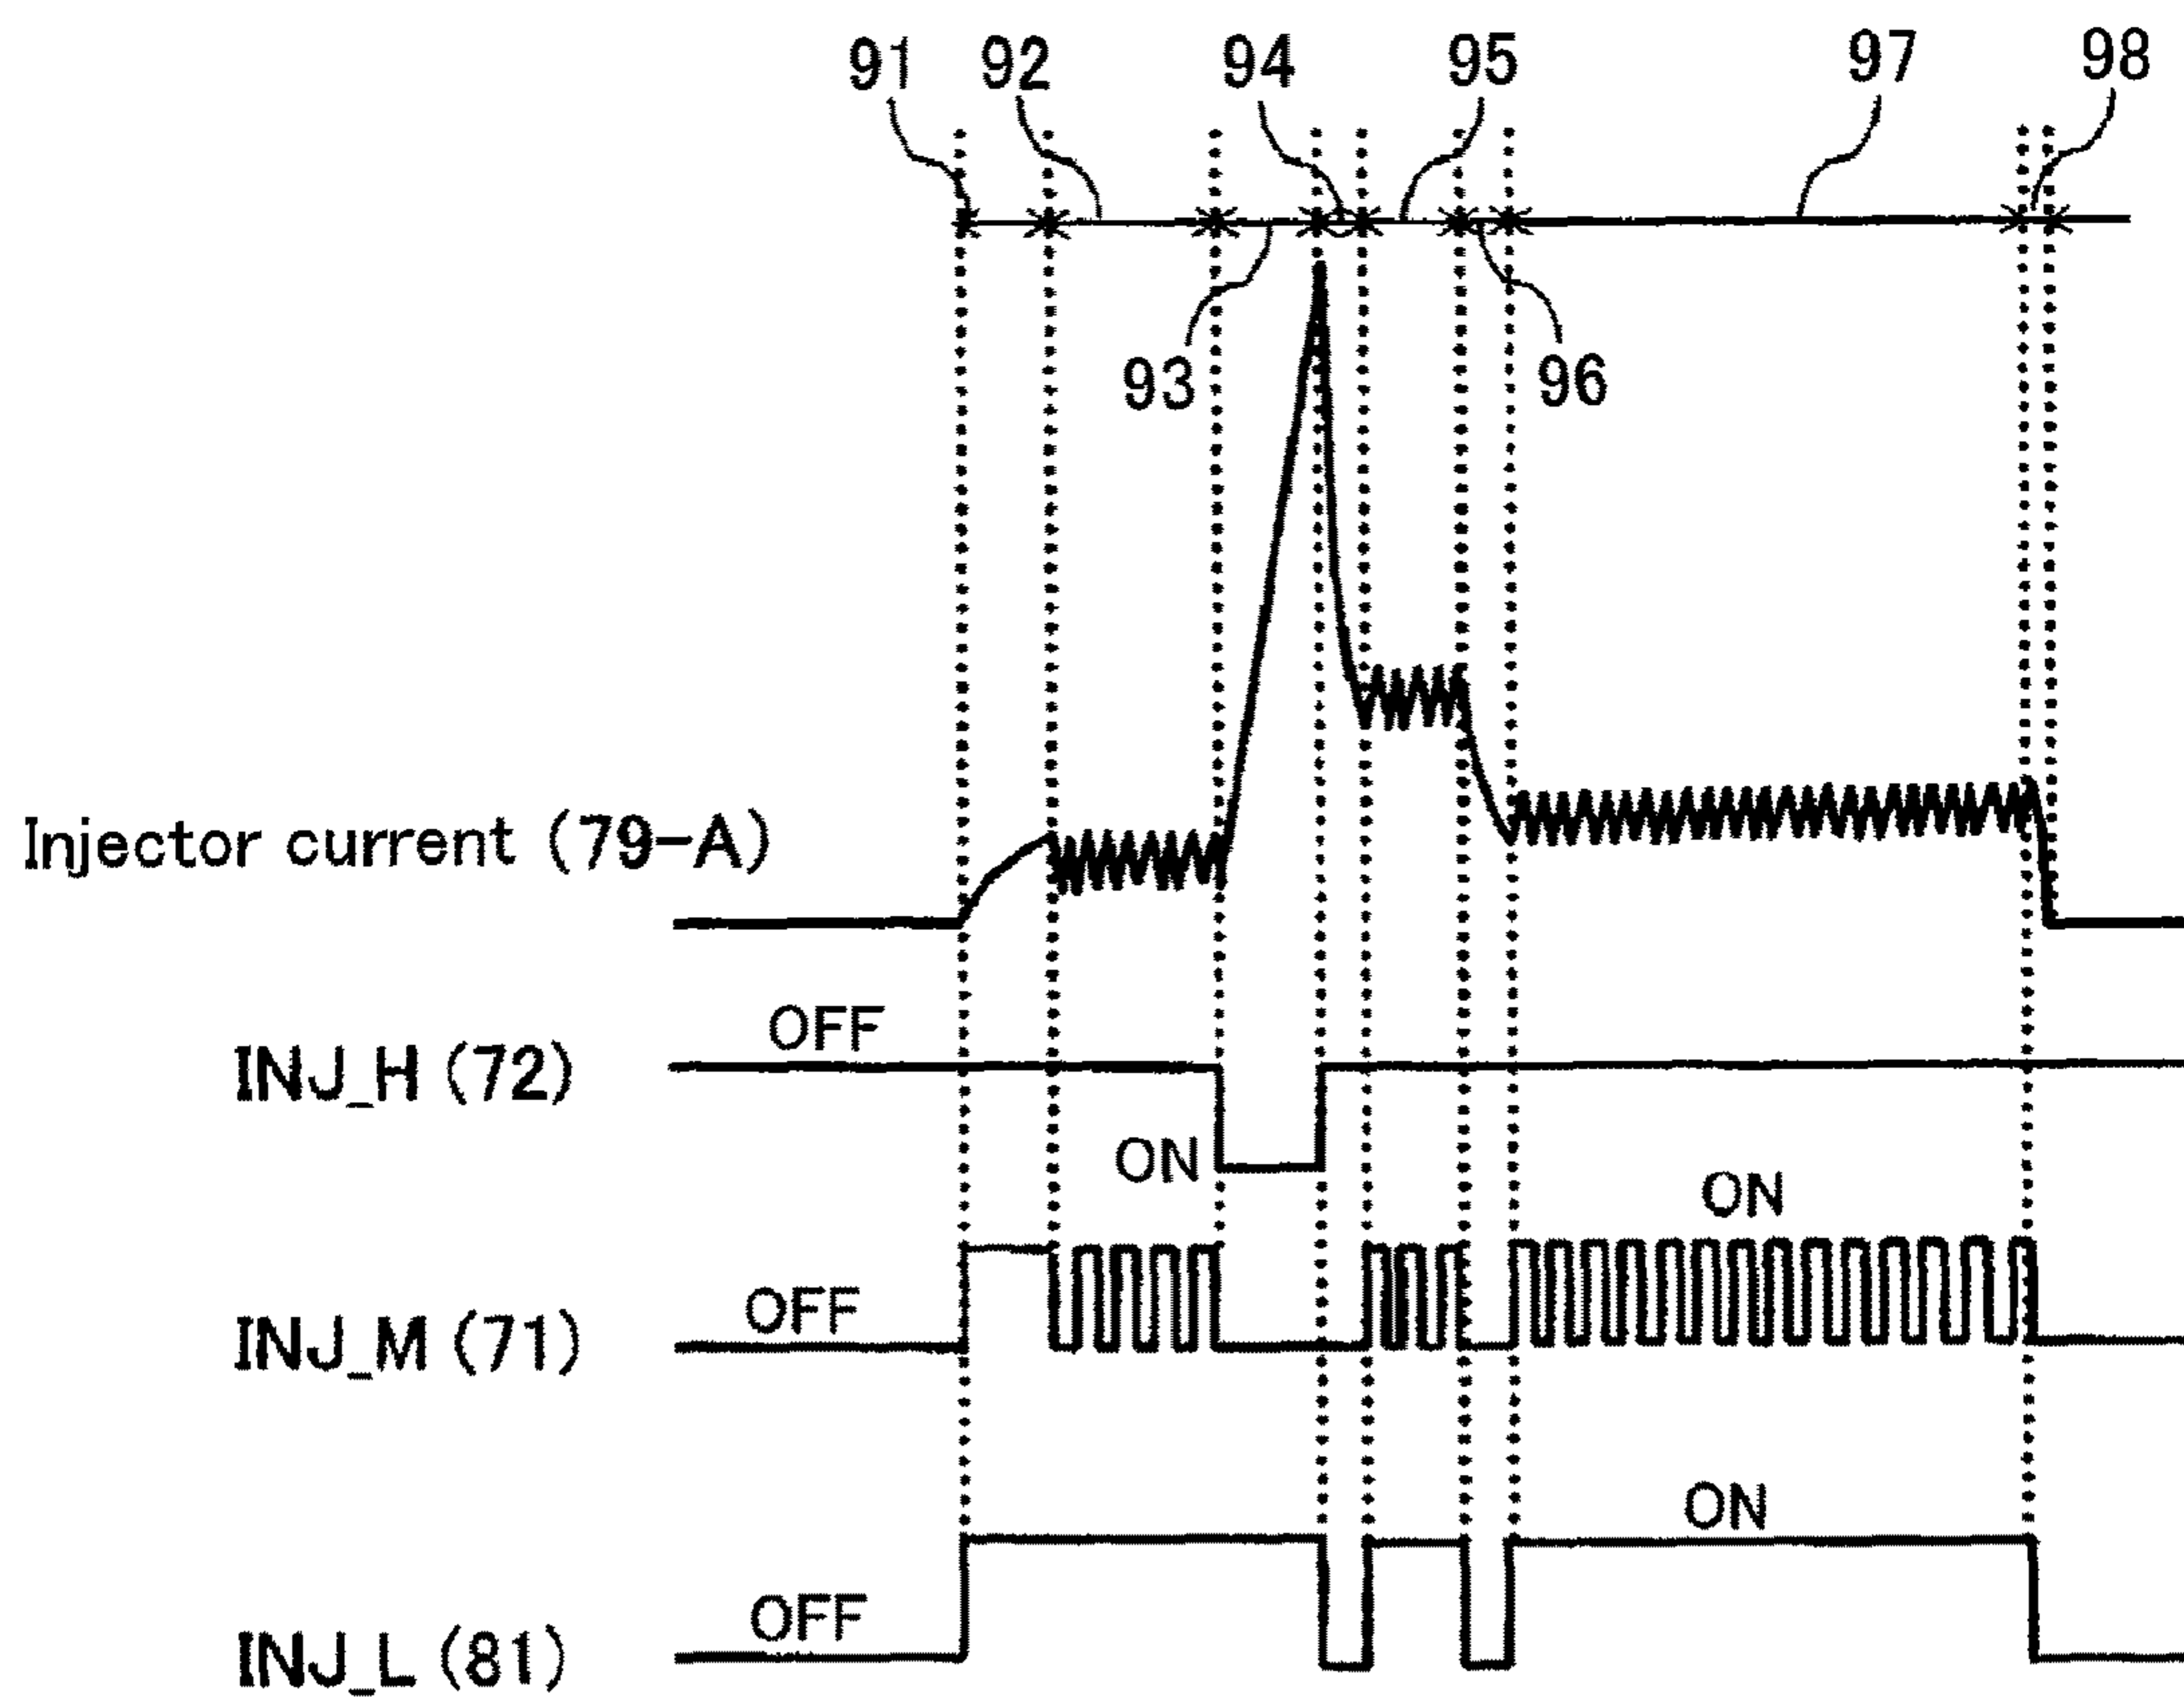 91 92 94 95 97 98
93 96
Injector current (79-A)
OFF
INJ_H (72)
ON
ON
OFF
INJ_M (71)
ON
OFF
INJ_L (81)